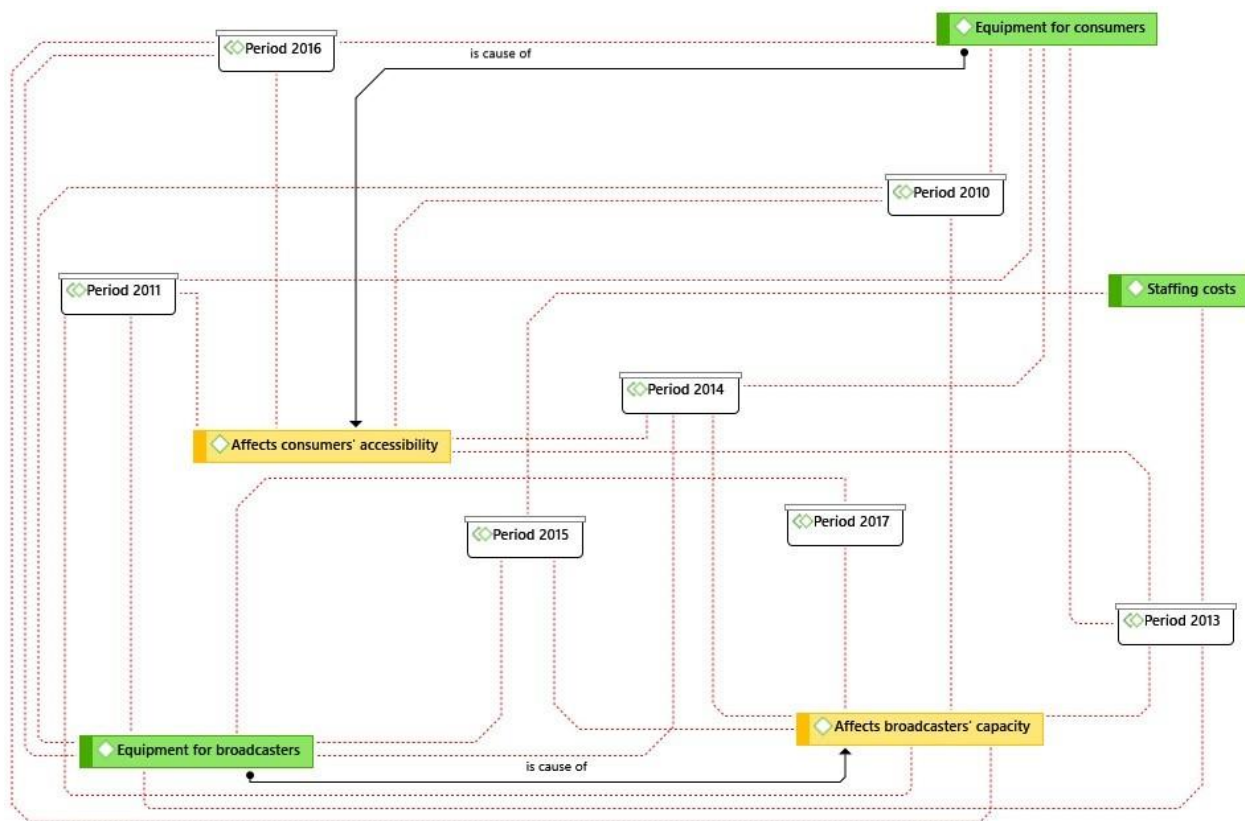 Equipment for consumers
Period 2016
is cause of
Period 2010
Period 2011
Staffing costs
Period 2014
Affects consumers' accessibility
Period 2015
Period 2017
Period 2013
Affects broadcasters' capacity
Equipment for broadcasters
is cause of